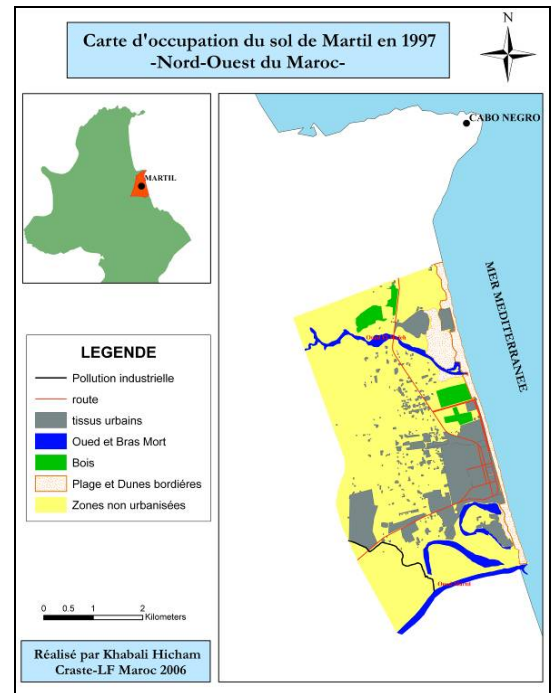 Carte d'occupation du sol de Martil en 1997
-Nord-Ouest du Maroc-
N
MARTIL
CABO NEGRO
MER MEDITERRANEE
LEGENDE
Pollution industrielle
route
tissus urbains
Oued et Bras Mort
Bois
Plage et Dunes bordiéres
Zones non urbanisées
0 0.5 1 2
Kilometers
Réalisé par Khabali Hicham
Craste-LF Maroc 2006